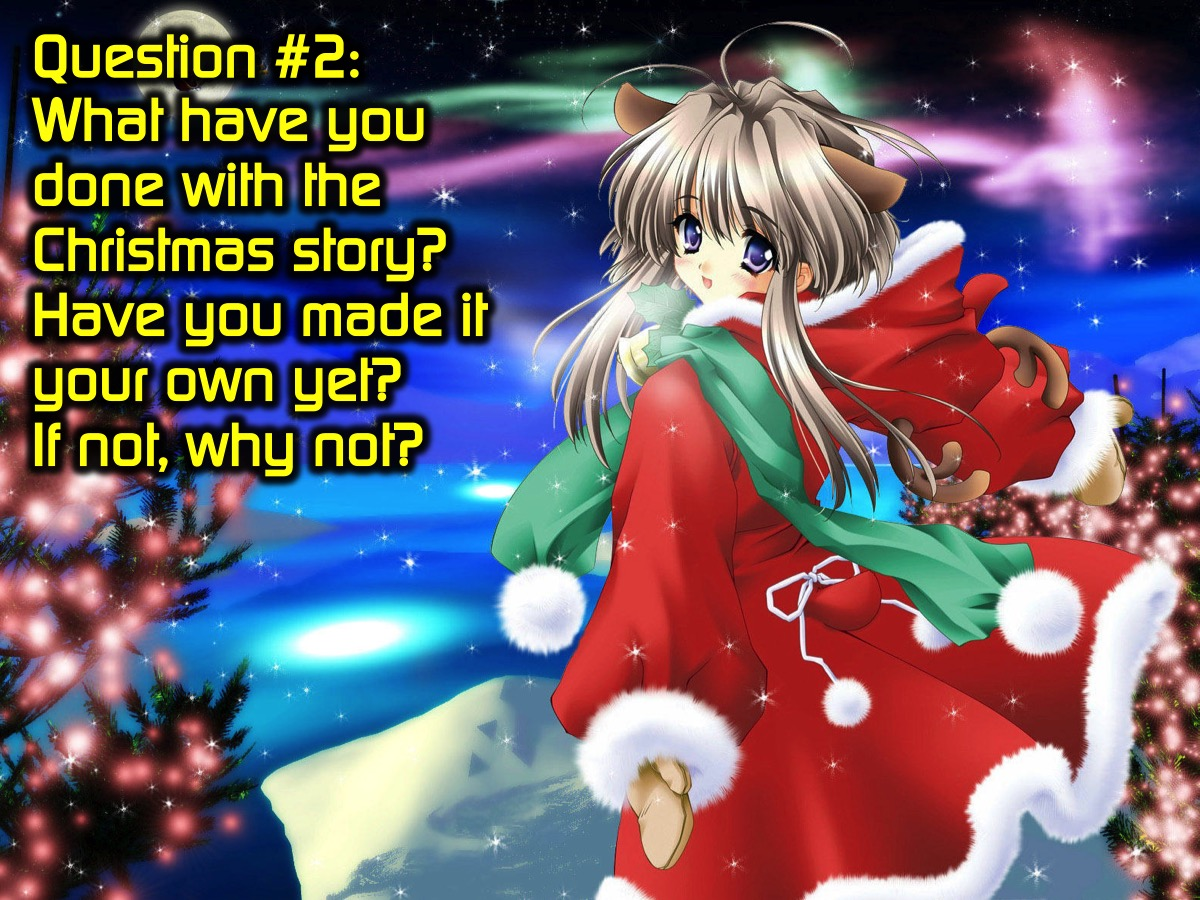 Question #2:
What have you
done with the
Christmas story?
Have you made it
your own yet?
If not, why not?